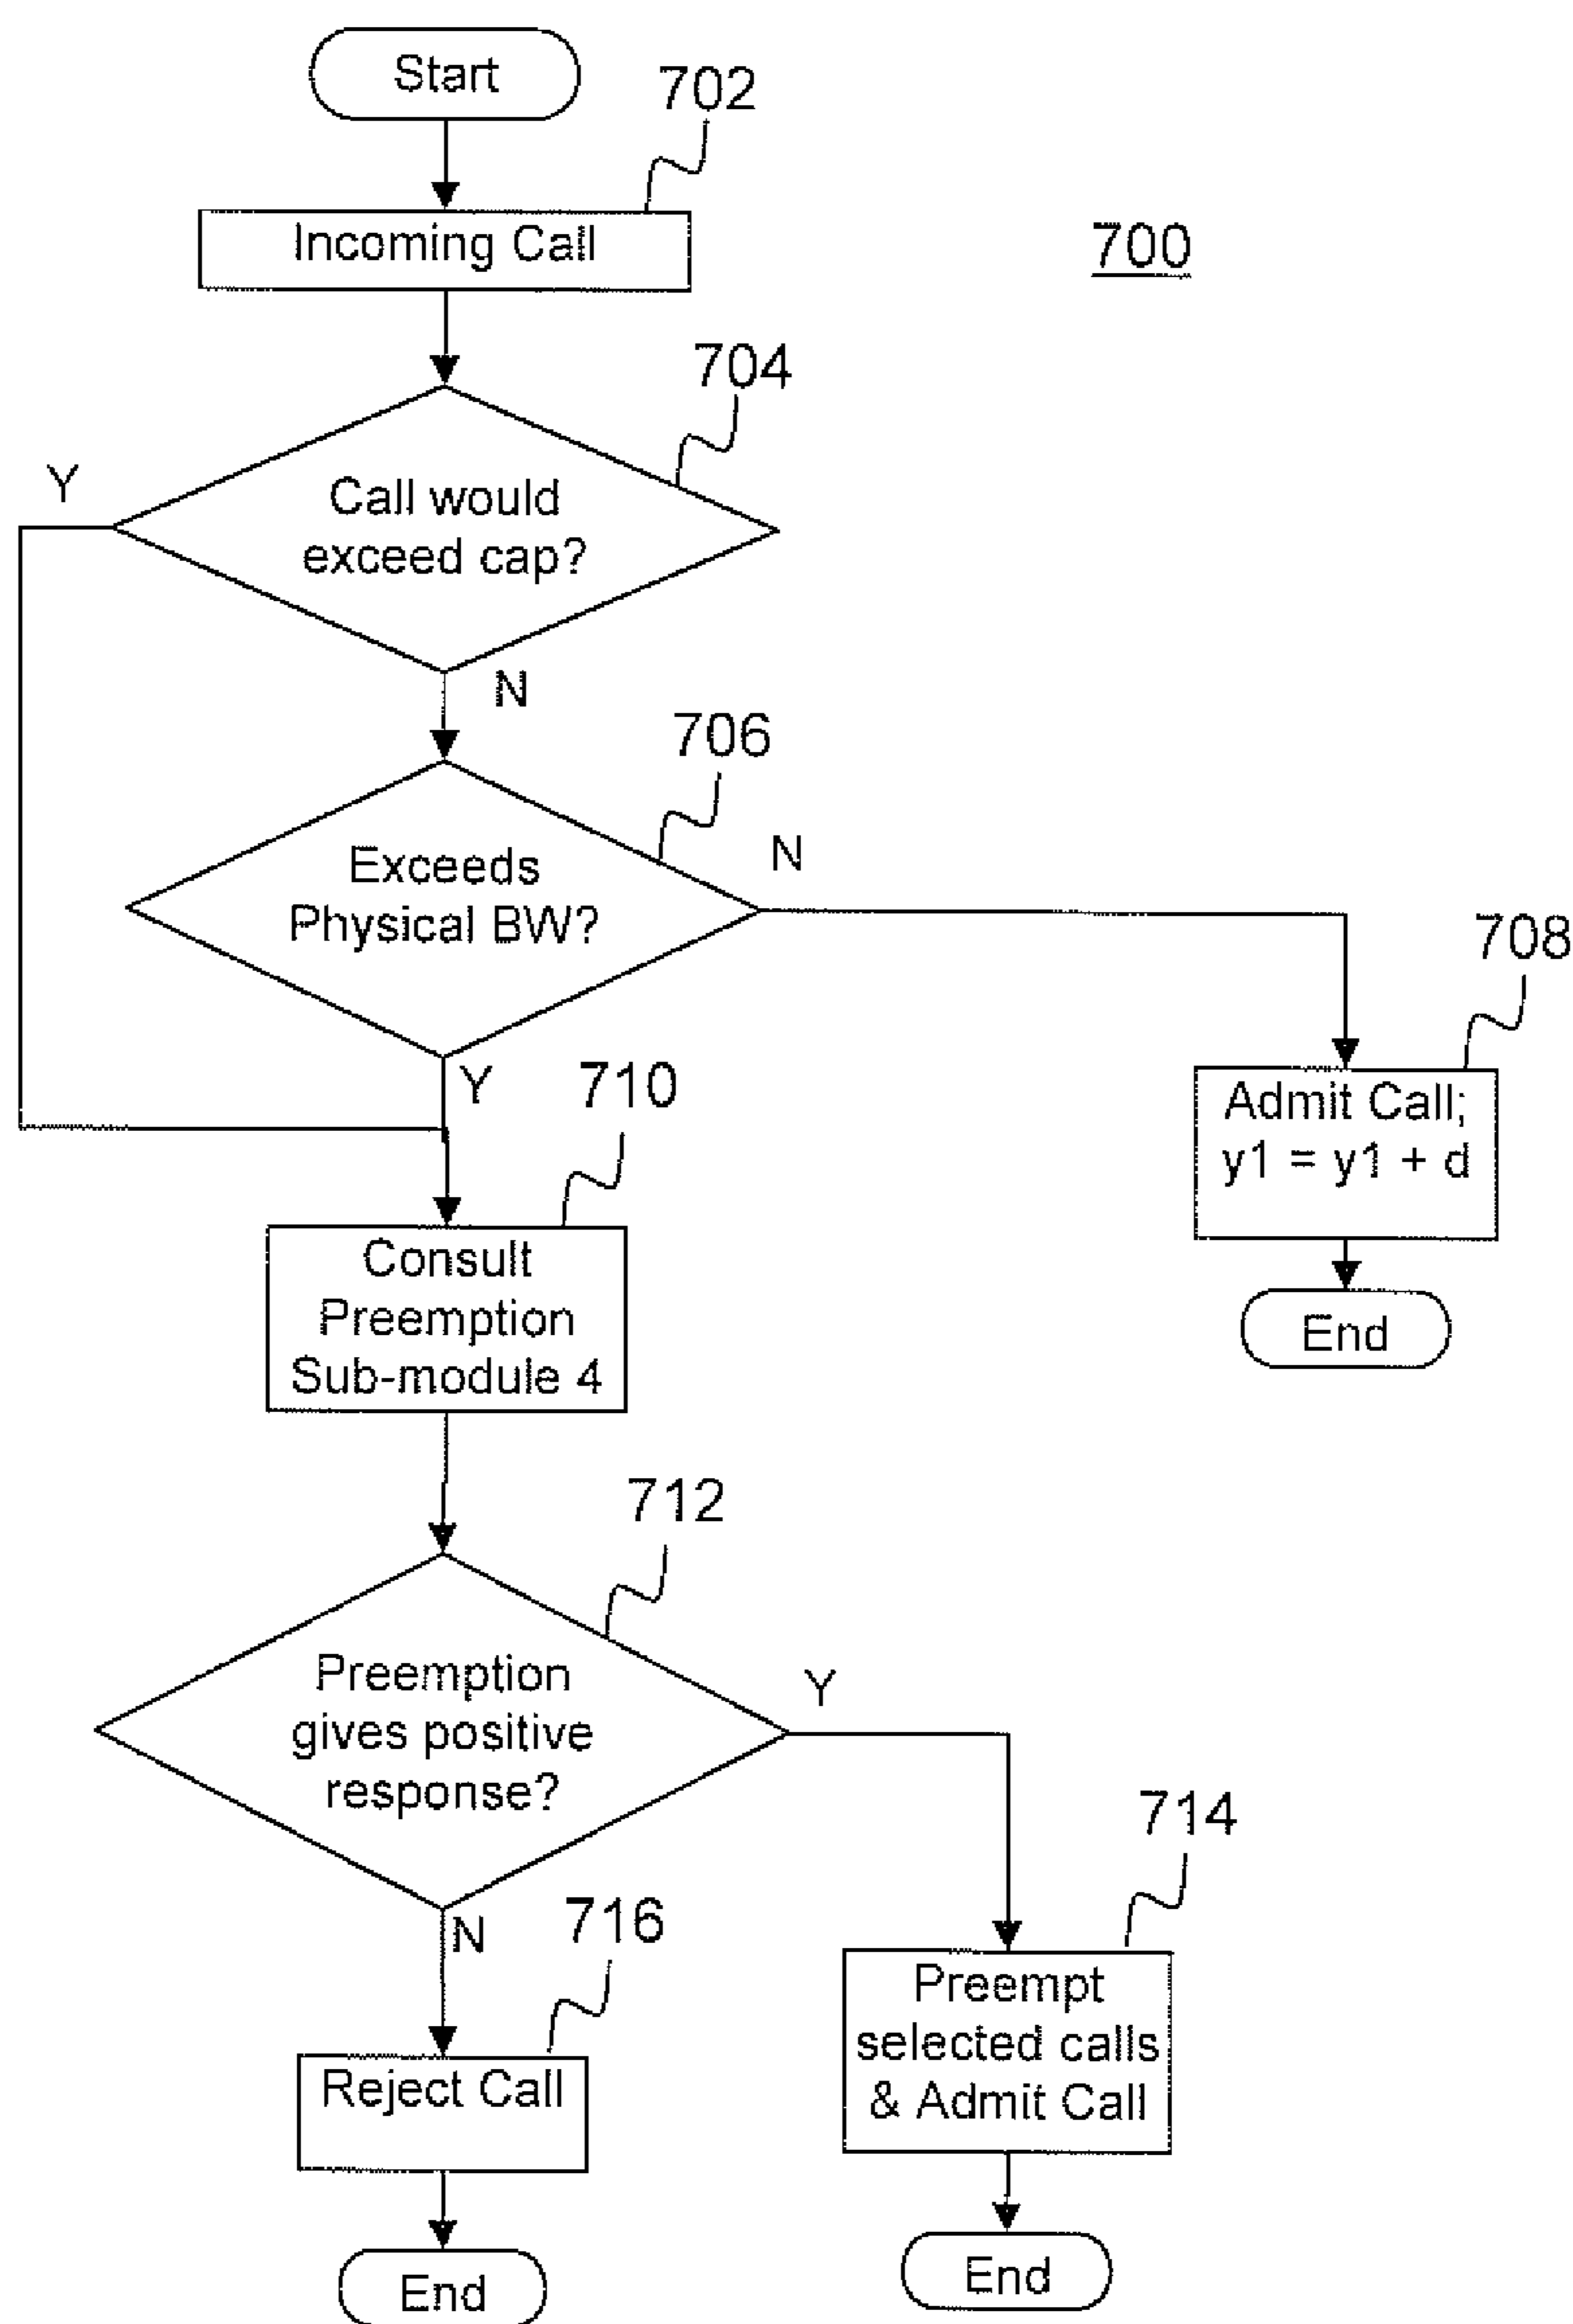 Start
702
Incoming Call
700
704
Y
Call would
exceed cap?
N
706
Exceeds
Physical BW?
N
708
Y
710
Admit Call;
y1 = y1 + d
Consult
Preemption
Sub-module 4
End
712
Preemption
gives positive
response?
Y
714
N
716
Preempt
selected calls
& Admit Call
Reject Call
End
End